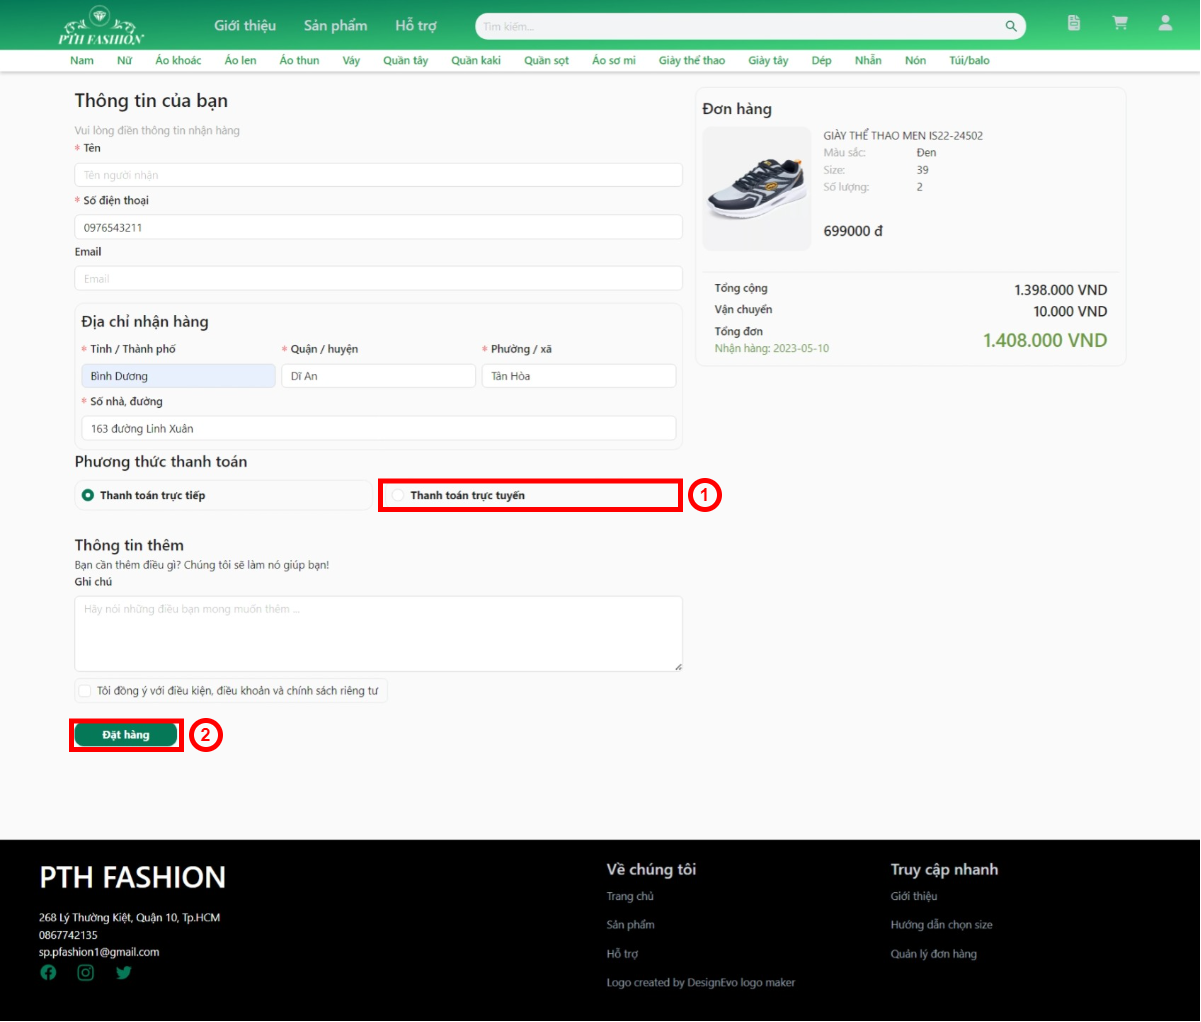 PTH FASHION
Giới thiệu
Sản phẩm
Hỗ trợ
Tìm kiếm...
Nam
Nữ
Áo khoác
Áo len
Áo thun
Váy
Quần tây
Quần kaki
Quần sọt
Áo sơ mi
Giày thể thao
Giày tây
Dép
Nhẫn
Nón
Túi/balo
Thông tin của bạn
Vui lòng điền thông tin nhận hàng
* Tên
Tên người nhận
* Số điện thoại
0976543211
Email
Email
Địa chỉ nhận hàng
* Tỉnh / Thành phố
* Quận / huyện
* Phường / xã
Bình Dương
Dĩ An
Tân Hòa
* Số nhà, đường
163 đường Linh Xuân
Phương thức thanh toán
Thanh toán trực tiếp
Thanh toán trực tuyến
1
Thông tin thêm
Bạn cần thêm điều gì? Chúng tôi sẽ làm nó giúp bạn!
Ghi chú
Hãy nói những điều bạn mong muốn thêm ...
Tôi đồng ý với điều kiện, điều khoản và chính sách riêng tư
Đặt hàng
2
Đơn hàng
GIÀY THỂ THAO MEN IS22-24502
Màu sắc: Đen
Size: 39
Số lượng: 2
699000 đ
Tổng cộng 1.398.000 VND
Vận chuyển 10.000 VND
Tổng đơn
Nhận hàng: 2023-05-10
1.408.000 VND
PTH FASHION
268 Lý Thường Kiệt, Quận 10, Tp.HCM
0867742135
sp.pfashion1@gmail.com
Về chúng tôi
Trang chủ
Sản phẩm
Hỗ trợ
Logo created by DesignEvo logo maker
Truy cập nhanh
Giới thiệu
Hướng dẫn chọn size
Quản lý đơn hàng